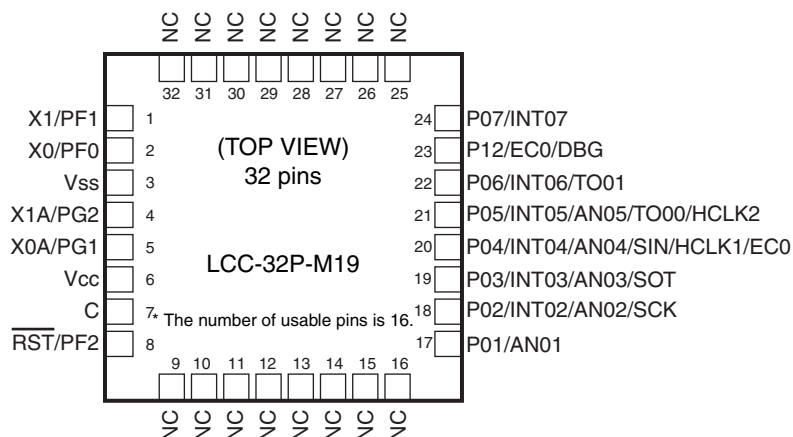 NC NC NC NC NC NC NC NC
32 31 30 29 28 27 26 25
X1/PF1 1 24 P07/INT07
X0/PF0 2 (TOP VIEW) 23 P12/EC0/DBG
Vss 3 32 pins 22 P06/INT06/TO01
X1A/PG2 4 21 P05/INT05/AN05/TO00/HCLK2
X0A/PG1 5 LCC-32P-M19 20 P04/INT04/AN04/SIN/HCLK1/EC0
Vcc 6 19 P03/INT03/AN03/SOT
C 7 * The number of usable pins is 16. 18 P02/INT02/AN02/SCK
RST/PF2 8 17 P01/AN01
9 10 11 12 13 14 15 16
NC NC NC NC NC NC NC NC